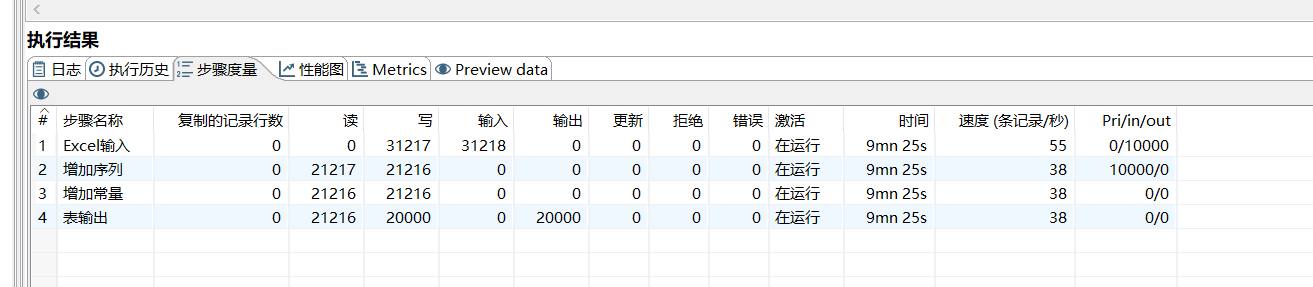 执行结果
日志 执行历史 步骤度量 性能图 Metrics Preview data
# 步骤名称 复制的记录行数 读 写 输入 输出 更新 拒绝 错误 激活 时间 速度 (条记录/秒) Pri/in/out
1 Excel输入 0 0 31217 31218 0 0 0 0 在运行 9mn 25s 55 0/10000
2 增加序列 0 21217 21216 0 0 0 0 0 在运行 9mn 25s 38 10000/0
3 增加常量 0 21216 21216 0 0 0 0 0 在运行 9mn 25s 38 0/0
4 表输出 0 21216 20000 0 20000 0 0 0 在运行 9mn 25s 38 0/0